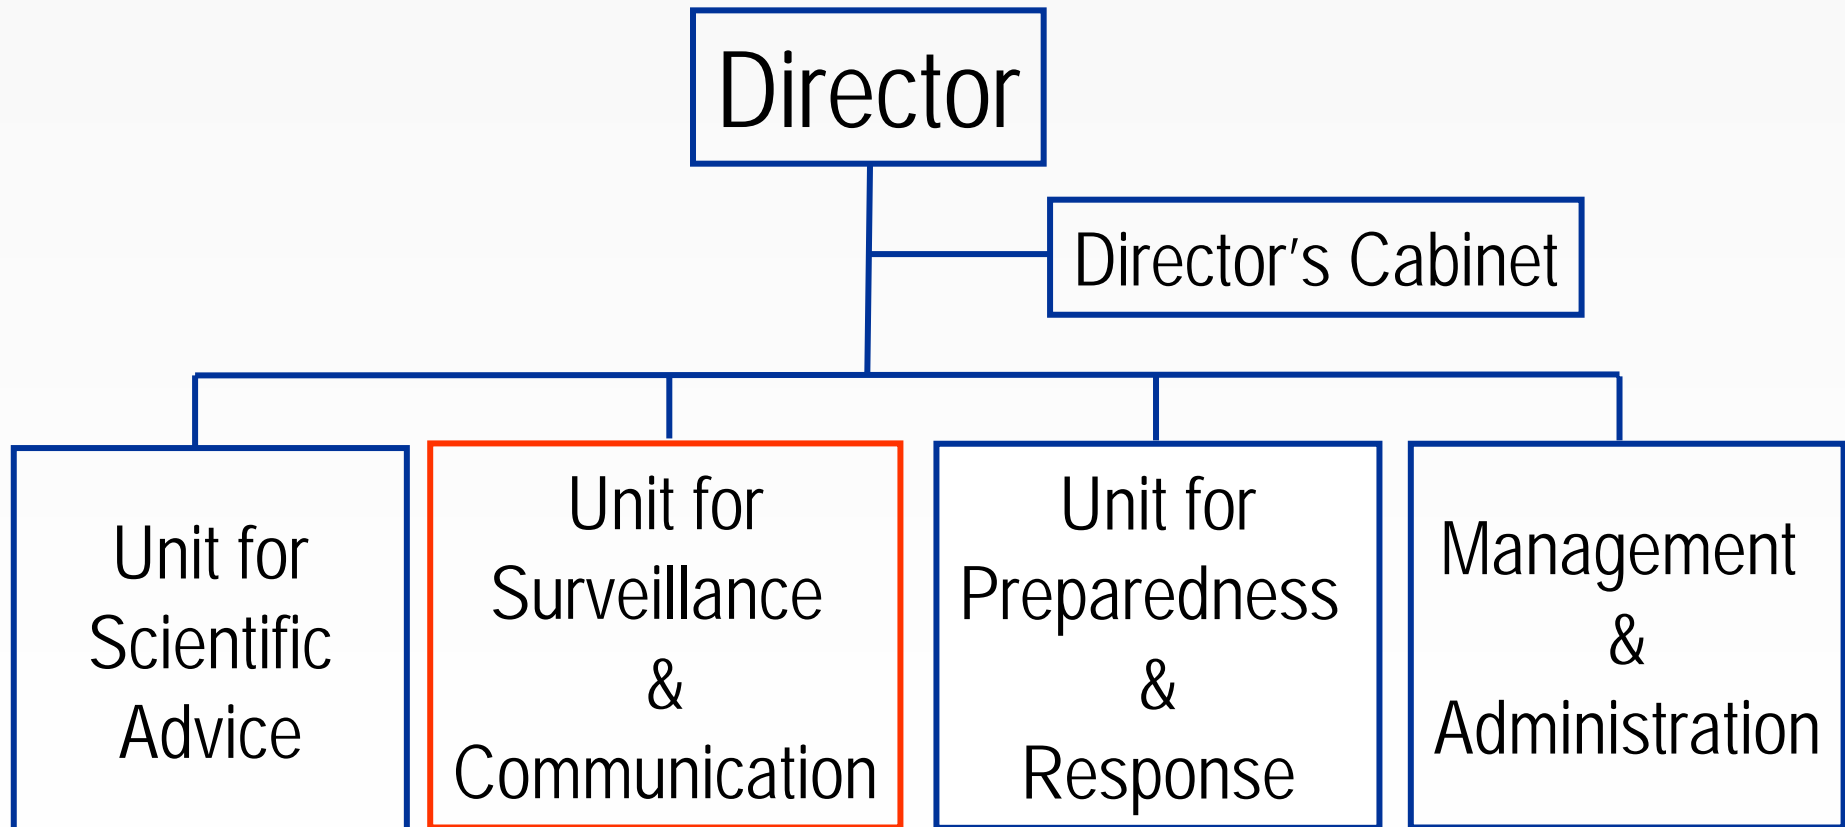 Director
Director's Cabinet
Unit for
Scientific
Advice
Unit for
Surveillance
&
Communication
Unit for
Preparedness
&
Response
Management
&
Administration